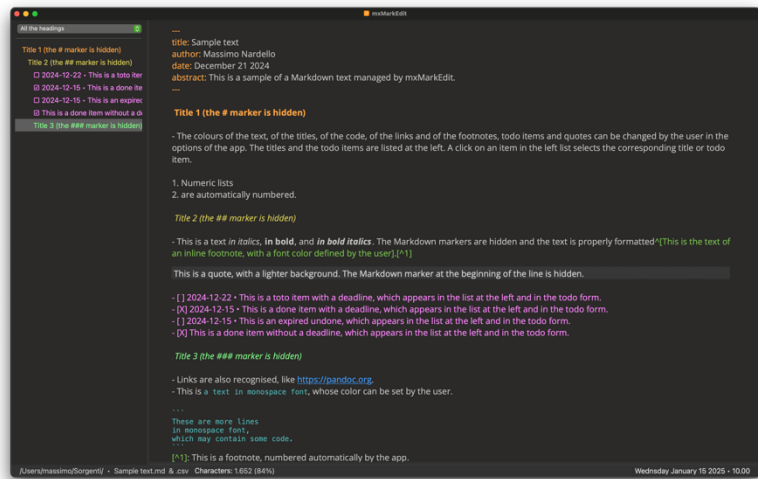 mxMarkEdit
All the headings
Title 1 (the # marker is hidden)
Title 2 (the ## marker is hidden)
2024-12-22 • This is a toto iter
2024-12-15 • This is a done ite
2024-12-15 • This is an expired
This is a done item without a d
Title 3 (the ### marker is hidden)
---
title: Sample text
author: Massimo Nardello
date: December 21 2024
abstract: This is a sample of a Markdown text managed by mxMarkEdit.
---
Title 1 (the # marker is hidden)
- The colours of the text, of the titles, of the code, of the links and of the footnotes, todo items and quotes can be changed by the user in the
options of the app. The titles and the todo items are listed at the left. A click on an item in the left list selects the corresponding title or todo
item.
1. Numeric lists
2. are automatically numbered.
Title 2 (the ## marker is hidden)
- This is a text in italics, in bold, and in bold italics. The Markdown markers are hidden and the text is properly formatted^[This is the text of
an inline footnote, with a font color defined by the user].[^1]
This is a quote, with a lighter background. The Markdown marker at the beginning of the line is hidden.
- [ ] 2024-12-22 • This is a toto item with a deadline, which appears in the list at the left and in the todo form.
- [X] 2024-12-15 • This is a done item with a deadline, which appears in the list at the left and in the todo form.
- [ ] 2024-12-15 • This is an expired undone, which appears in the list at the left and in the todo form.
- [X] This is a done item without a deadline, which appears in the list at the left and in the todo form.
Title 3 (the ### marker is hidden)
- Links are also recognised, like https://pandoc.org.
- This is a text in monospace font, whose color can be set by the user.
```
These are more lines
in monospace font,
which may contain some code.
```
[^1]: This is a footnote, numbered automatically by the app.
/Users/massimo/Sorgenti/ • Sample text.md & .csv Characters: 1.652 (84%)
Wednsday January 15 2025 • 10.00